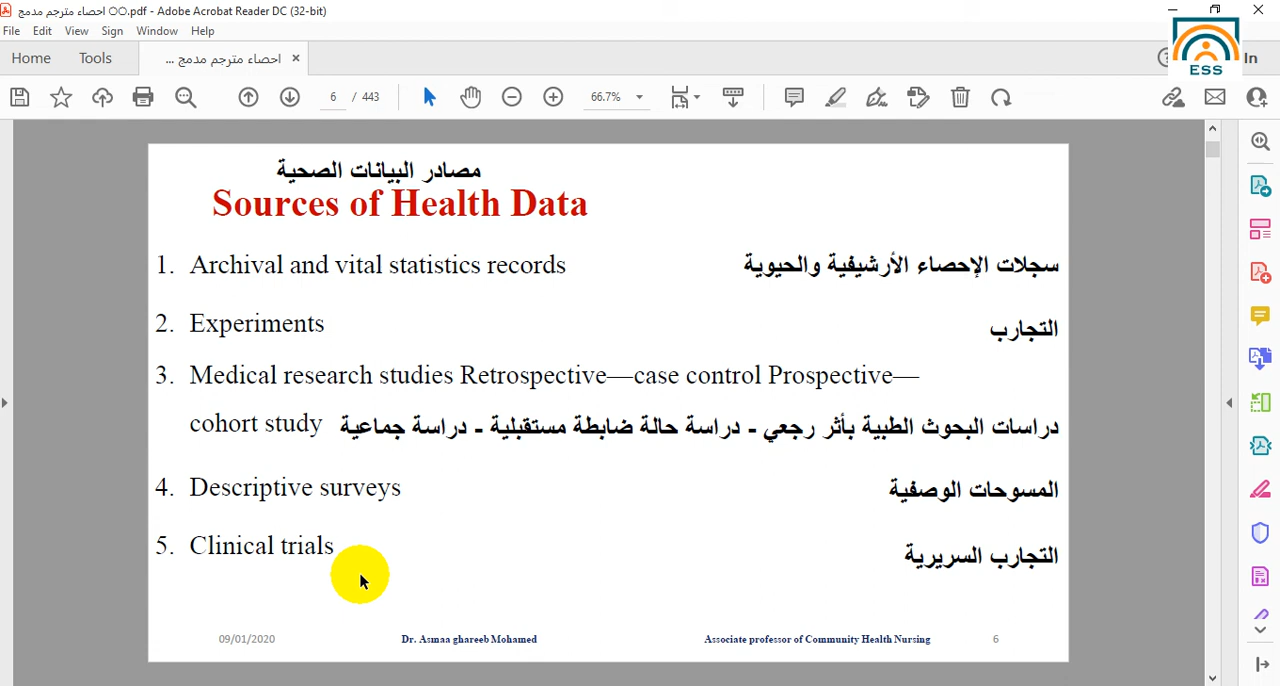 احصاء مترجم مدمج ○○.pdf - Adobe Acrobat Reader DC (32-bit)
File Edit View Sign Window Help
Home Tools احصاء مترجم مدمج ... × In
ESS
6 / 443 66.7%
مصادر البيانات الصحية
Sources of Health Data
1. Archival and vital statistics records سجلات الإحصاء الأرشيفية والحيوية
2. Experiments التجارب
3. Medical research studies Retrospective—case control Prospective—
cohort study دراسات البحوث الطبية بأثر رجعي - دراسة حالة ضابطة مستقبلية - دراسة جماعية
4. Descriptive surveys المسوحات الوصفية
5. Clinical trials التجارب السريرية
09/01/2020 Dr. Asmaa ghareeb Mohamed Associate professor of Community Health Nursing 6